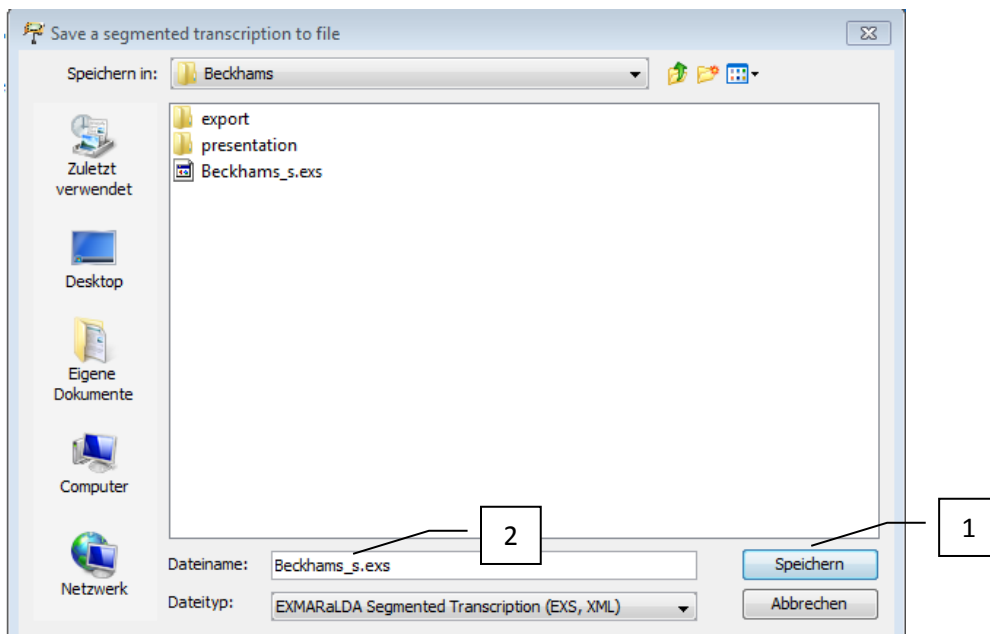 Save a segmented transcription to file
Speichern in:
Beckhams
export
presentation
Beckhams_s.exs
Zuletzt
verwendet
Desktop
Eigene
Dokumente
Computer
Netzwerk
2
1
Dateiname:
Beckhams_s.exs
Speichern
Dateityp:
EXMARaLDA Segmented Transcription (EXS, XML)
Abbrechen